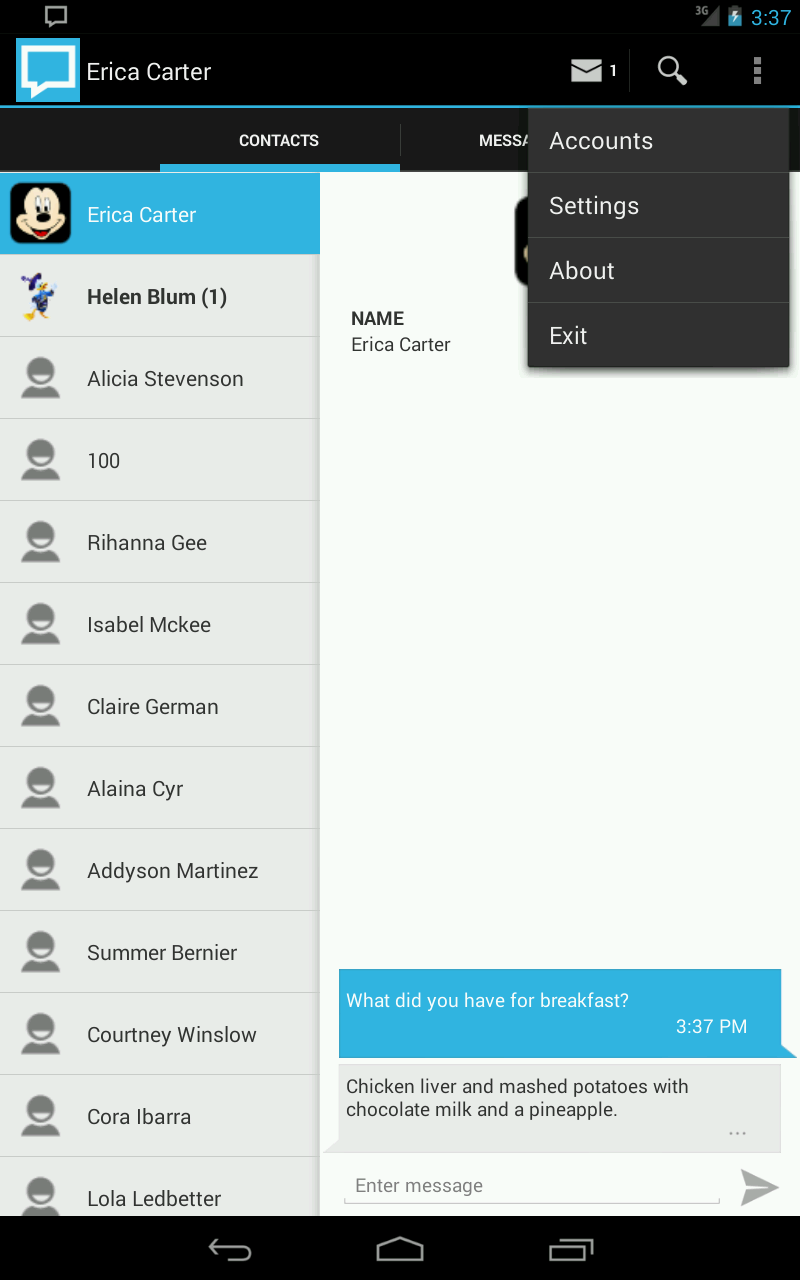 3G 3:37
Erica Carter 1
CONTACTS MESSA
Accounts
Settings
About
Exit
Erica Carter
Helen Blum (1)
Alicia Stevenson
100
Rihanna Gee
Isabel Mckee
Claire German
Alaina Cyr
Addyson Martinez
Summer Bernier
Courtney Winslow
Cora Ibarra
Lola Ledbetter
NAME
Erica Carter
What did you have for breakfast?
3:37 PM
Chicken liver and mashed potatoes with
chocolate milk and a pineapple.
...
Enter message